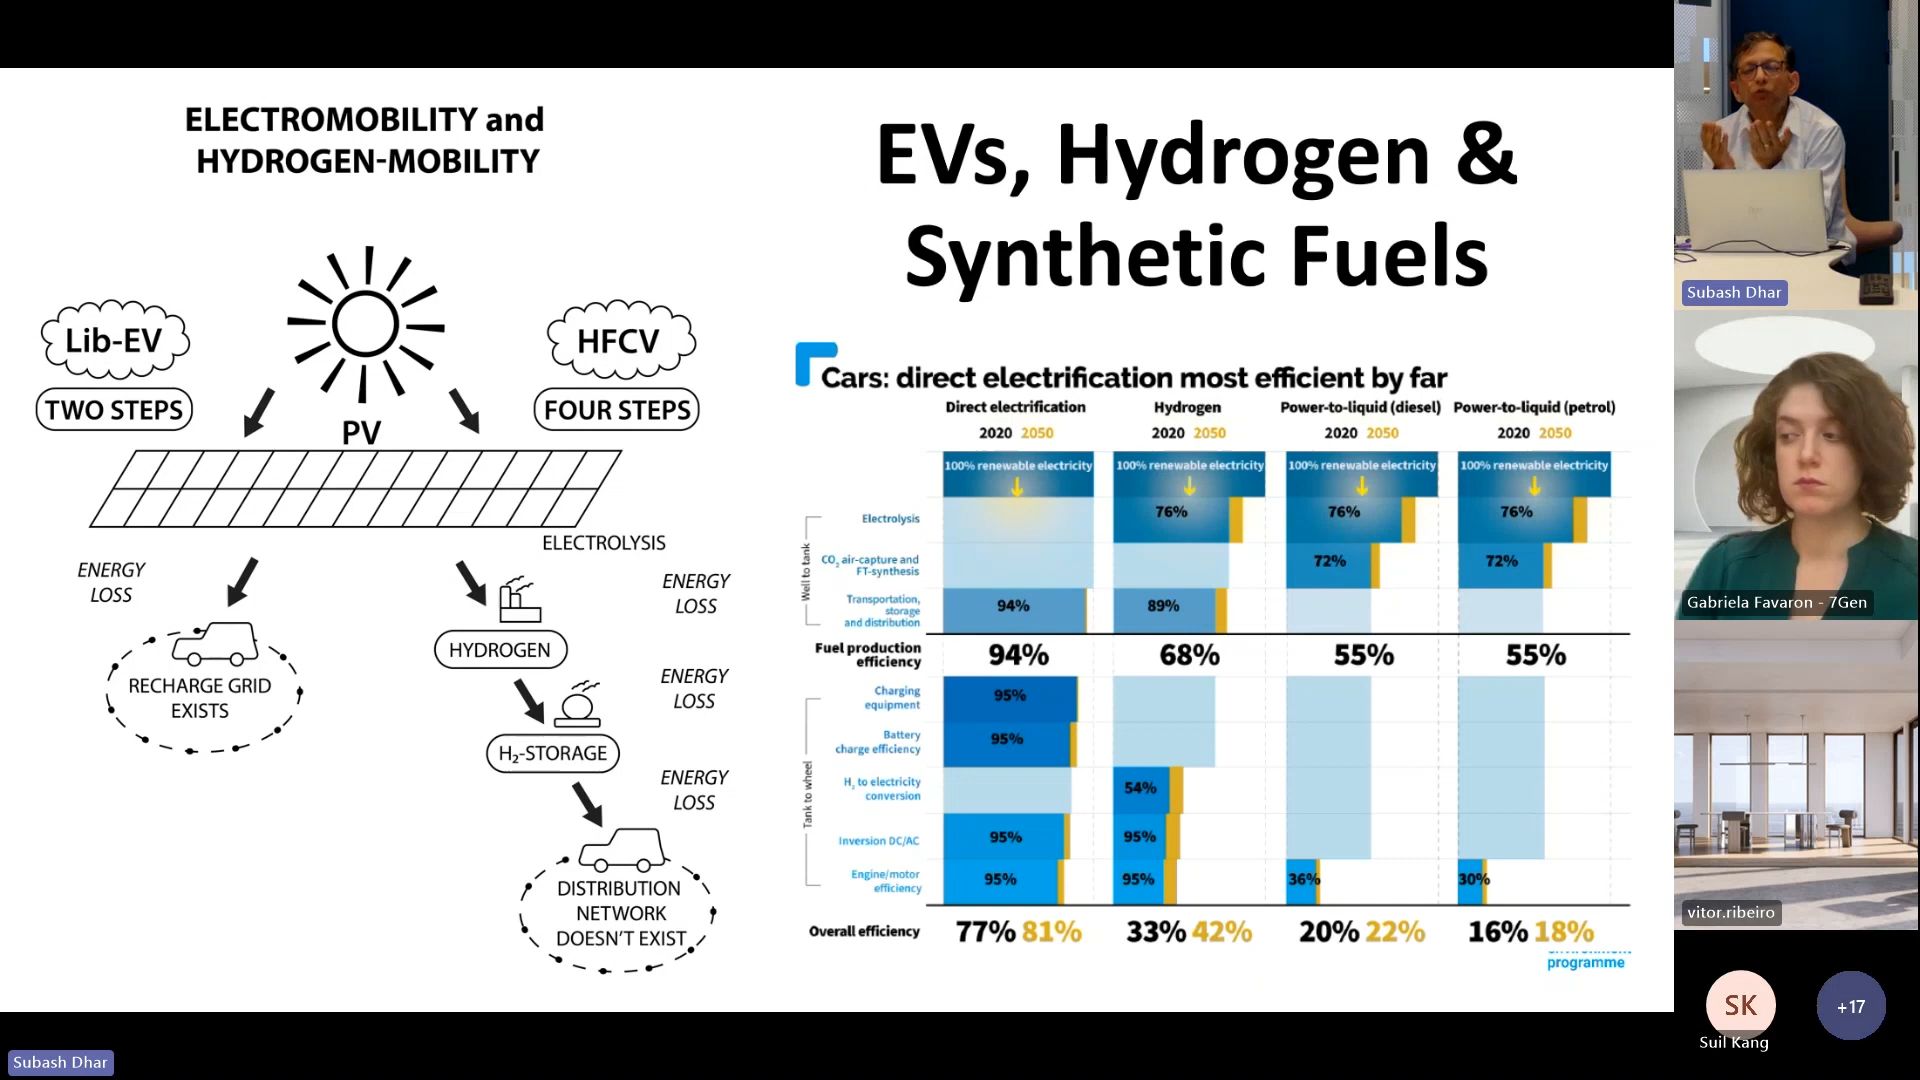 ELECTROMOBILITY and
HYDROGEN-MOBILITY
Lib-EV
TWO STEPS
HFCV
FOUR STEPS
PV
ELECTROLYSIS
ENERGY
LOSS
ENERGY
LOSS
HYDROGEN
RECHARGE GRID
EXISTS
ENERGY
LOSS
H₂-STORAGE
ENERGY
LOSS
DISTRIBUTION
NETWORK
DOESN'T EXIST
EVs, Hydrogen &
Synthetic Fuels
Cars: direct electrification most efficient by far
Direct electrification Hydrogen Power-to-liquid (diesel) Power-to-liquid (petrol)
2020 2050 2020 2050 2020 2050 2020 2050
100% renewable electricity 100% renewable electricity 100% renewable electricity 100% renewable electricity
Well to tank
Electrolysis
76% 76% 76%
CO₂ air-capture and
FT-synthesis
72% 72%
Transportation,
storage
and distribution
94% 89%
Fuel production
efficiency
94% 68% 55% 55%
Tank to wheel
Charging
equipment
95%
Battery
charge efficiency
95%
H₂ to electricity
conversion
54%
Inversion DC/AC
95% 95%
Engine/motor
efficiency
95% 95% 36% 30%
Overall efficiency
77% 81% 33% 42% 20% 22% 16% 18%
programme
Subash Dhar
Gabriela Favaron - 7Gen
vitor.ribeiro
SK
Suil Kang
+17
Subash Dhar